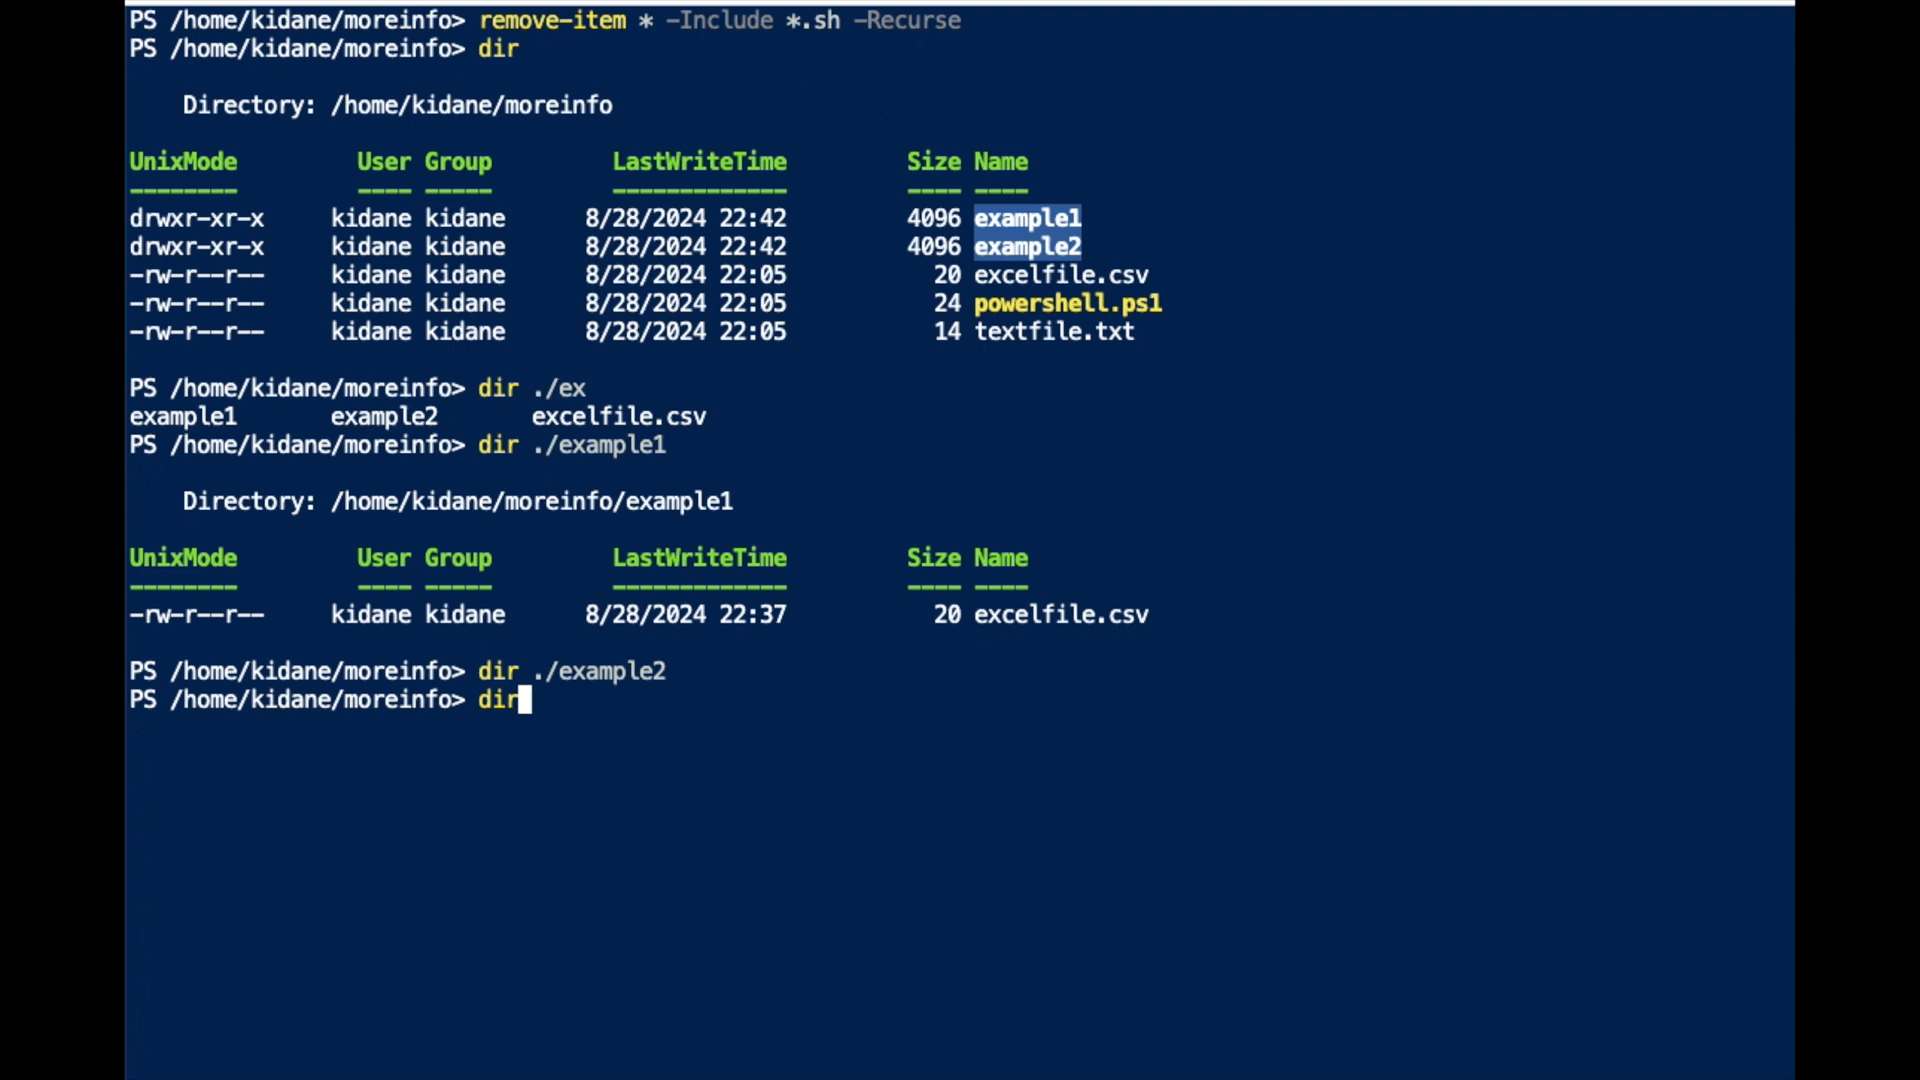 PS /home/kidane/moreinfo> remove-item * -Include *.sh -Recurse
PS /home/kidane/moreinfo> dir
Directory: /home/kidane/moreinfo
UnixMode User Group LastWriteTime Size Name
-------- ---- ----- ------------- ---- ----
drwxr-xr-x kidane kidane 8/28/2024 22:42 4096 example1
drwxr-xr-x kidane kidane 8/28/2024 22:42 4096 example2
-rw-r--r-- kidane kidane 8/28/2024 22:05 20 excelfile.csv
-rw-r--r-- kidane kidane 8/28/2024 22:05 24 powershell.ps1
-rw-r--r-- kidane kidane 8/28/2024 22:05 14 textfile.txt
PS /home/kidane/moreinfo> dir ./ex
example1 example2 excelfile.csv
PS /home/kidane/moreinfo> dir ./example1
Directory: /home/kidane/moreinfo/example1
UnixMode User Group LastWriteTime Size Name
-------- ---- ----- ------------- ---- ----
-rw-r--r-- kidane kidane 8/28/2024 22:37 20 excelfile.csv
PS /home/kidane/moreinfo> dir ./example2
PS /home/kidane/moreinfo> dir